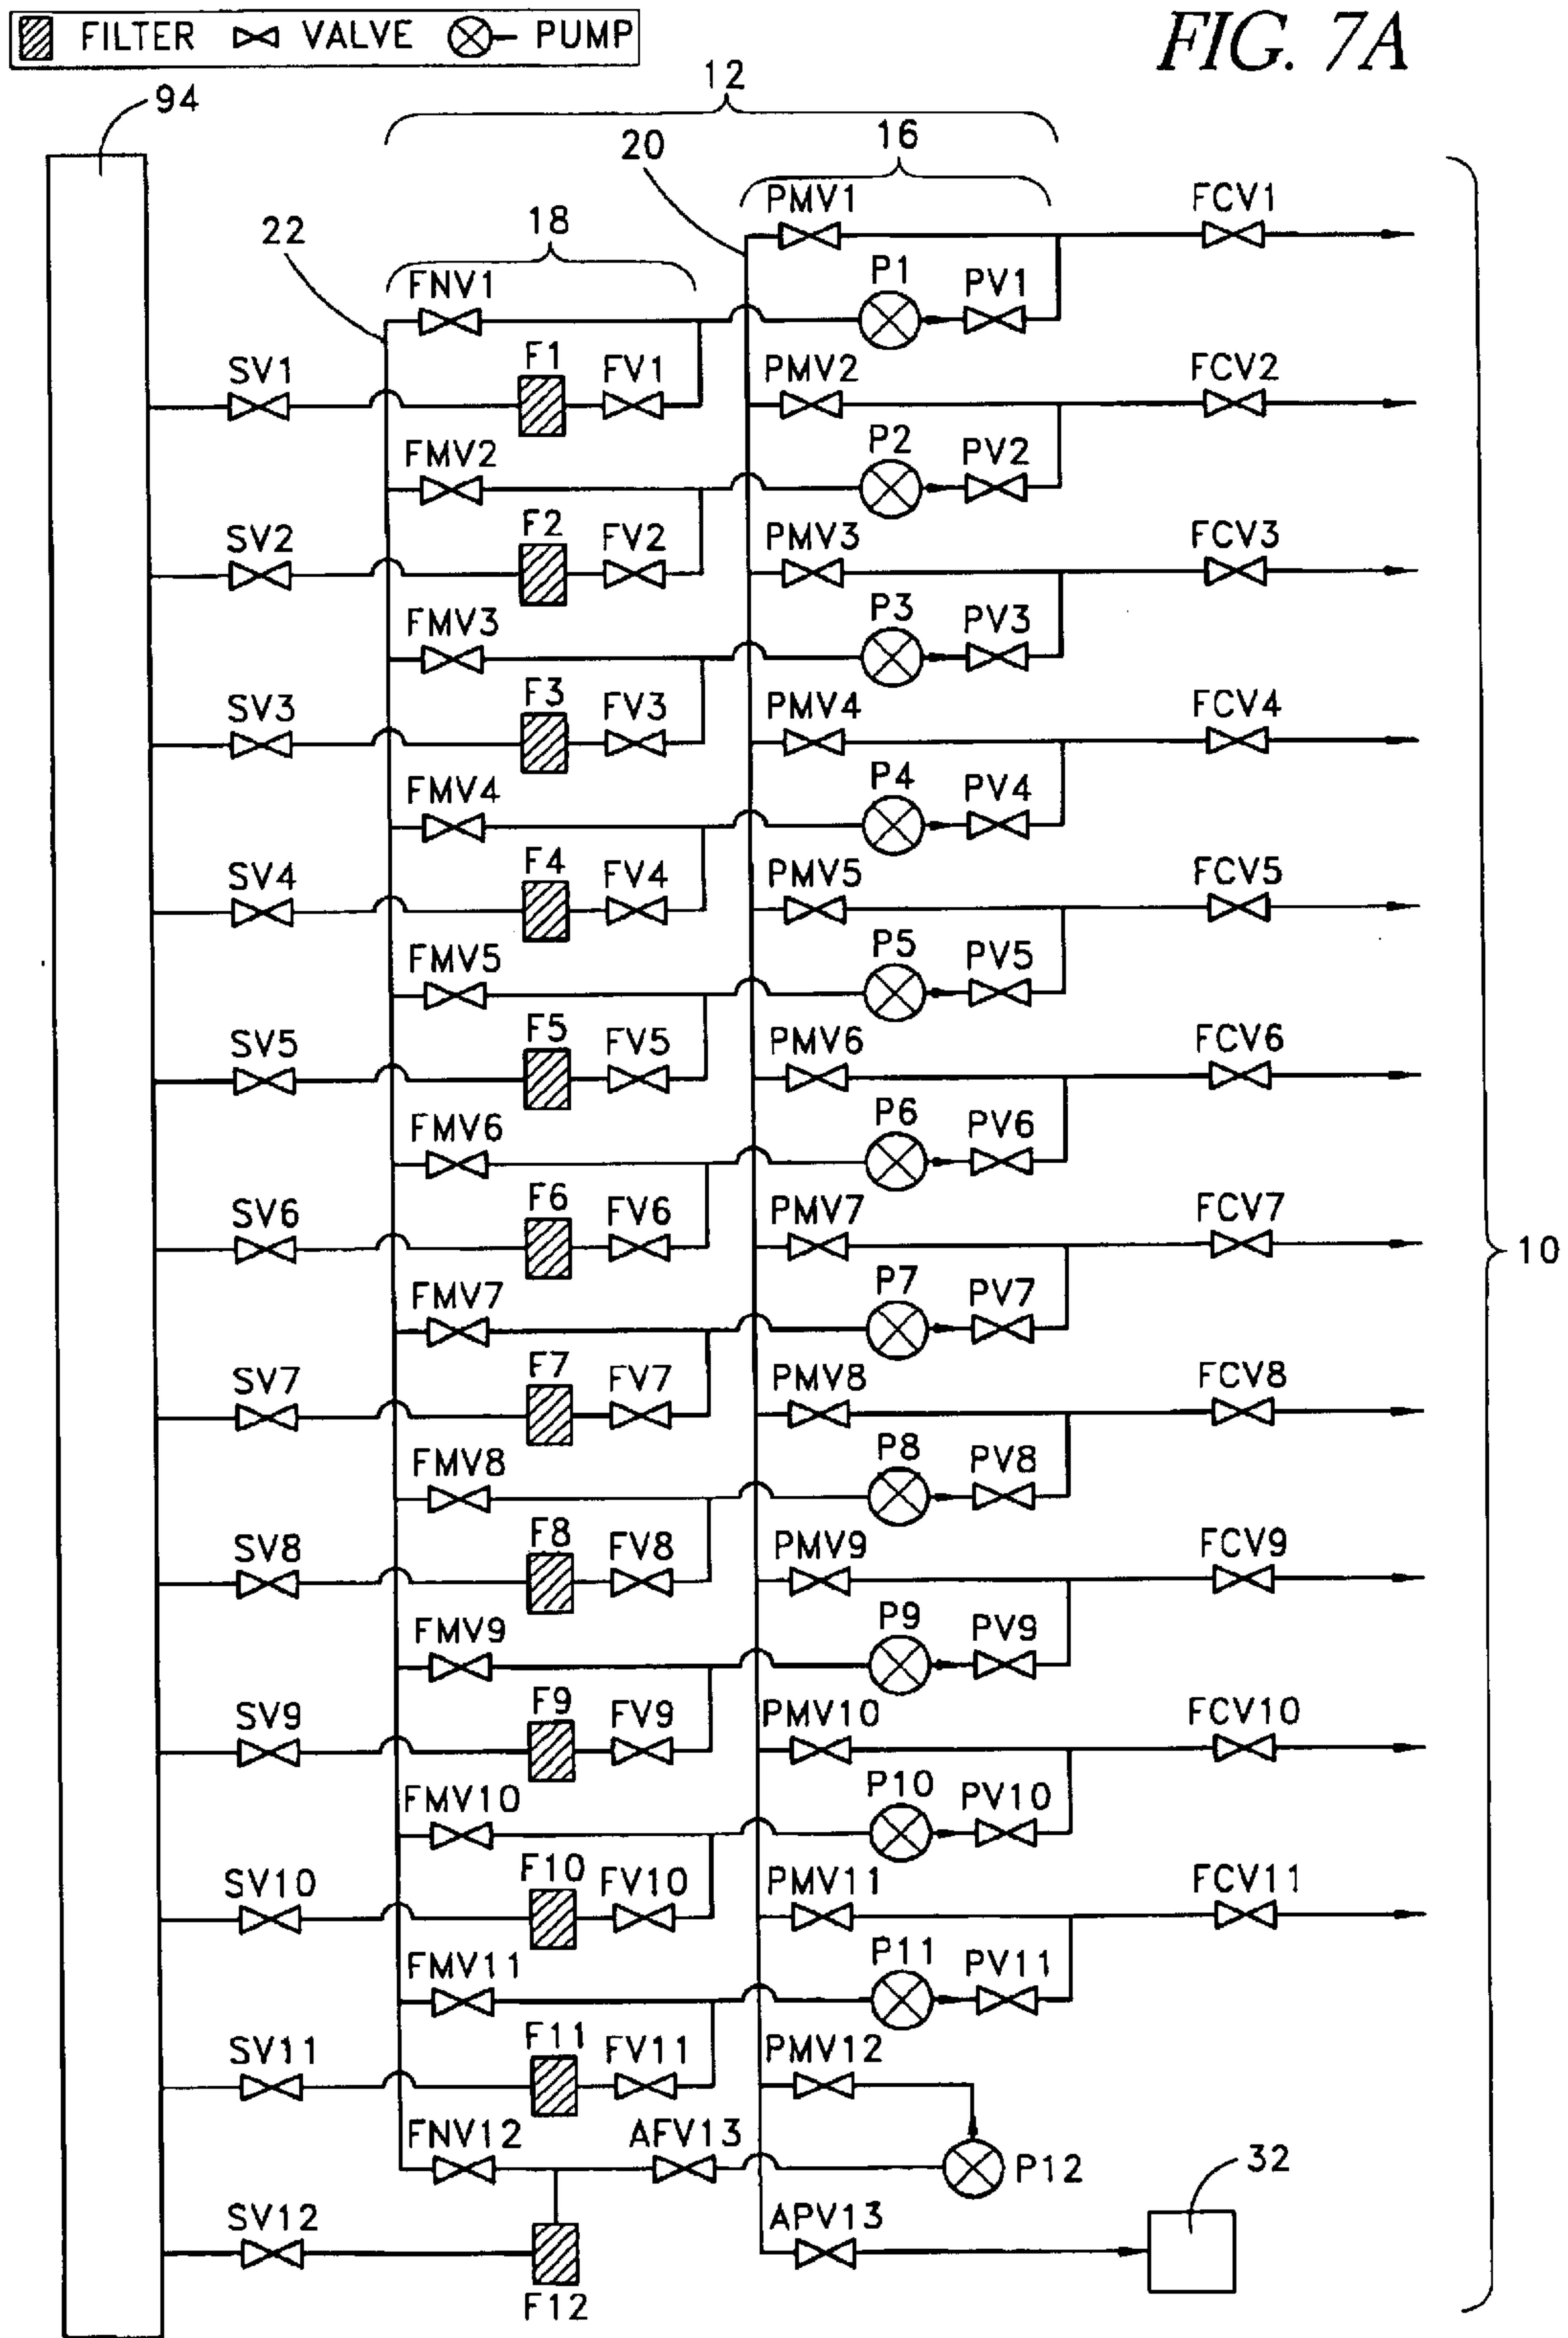 FILTER VALVE PUMP
FIG. 7A
94
12
20
16
22
18
PMV1 FCV1
FNV1 P1 PV1
SV1 F1 FV1 PMV2 FCV2
FMV2 P2 PV2
SV2 F2 FV2 PMV3 FCV3
FMV3 P3 PV3
SV3 F3 FV3 PMV4 FCV4
FMV4 P4 PV4
SV4 F4 FV4 PMV5 FCV5
FMV5 P5 PV5
SV5 F5 FV5 PMV6 FCV6
FMV6 P6 PV6
SV6 F6 FV6 PMV7 FCV7
10
FMV7 P7 PV7
SV7 F7 FV7 PMV8 FCV8
FMV8 P8 PV8
SV8 F8 FV8 PMV9 FCV9
FMV9 P9 PV9
SV9 F9 FV9 PMV10 FCV10
FMV10 P10 PV10
SV10 F10 FV10 PMV11 FCV11
FMV11 P11 PV11
SV11 F11 FV11 PMV12
FNV12 AFV13 P12 32
SV12 APV13
F12